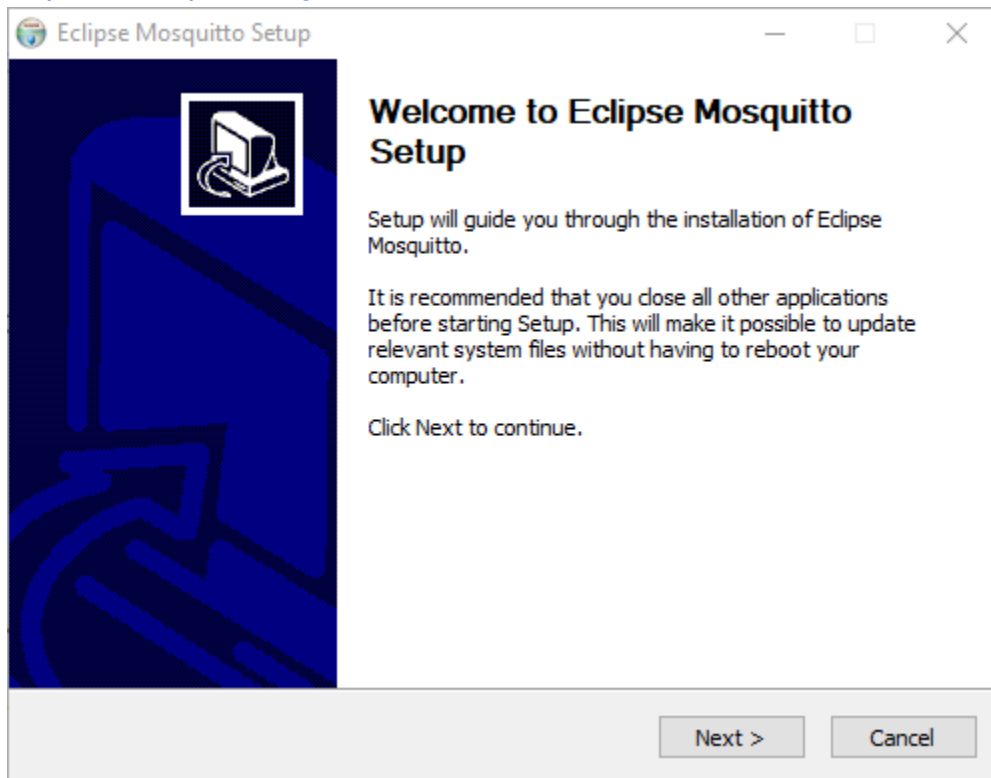 Eclipse Mosquitto Setup
Welcome to Eclipse Mosquitto
Setup
Setup will guide you through the installation of Eclipse
Mosquitto.
It is recommended that you close all other applications
before starting Setup. This will make it possible to update
relevant system files without having to reboot your
computer.
Click Next to continue.
Next >
Cancel